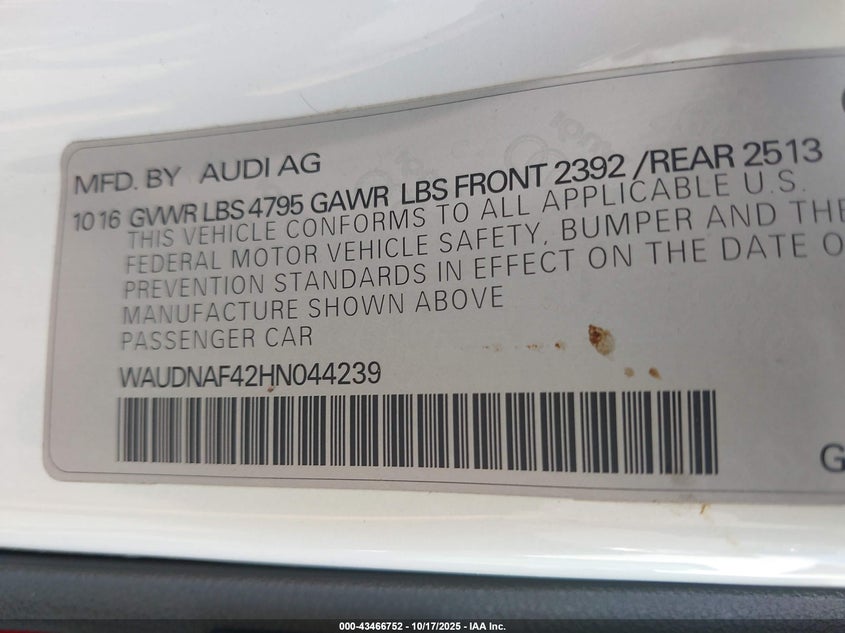 MFD. BY AUDI AG
10 16 GVWR LBS 4795 GAWR LBS FRONT 2392 /REAR 2513
THIS VEHICLE CONFORMS TO ALL APPLICABLE U.S.
FEDERAL MOTOR VEHICLE SAFETY, BUMPER AND THE
PREVENTION STANDARDS IN EFFECT ON THE DATE O
MANUFACTURE SHOWN ABOVE
PASSENGER CAR
WAUDNAF42HN044239
G
000-43466752 | 10/17/2025 - IAA Inc.